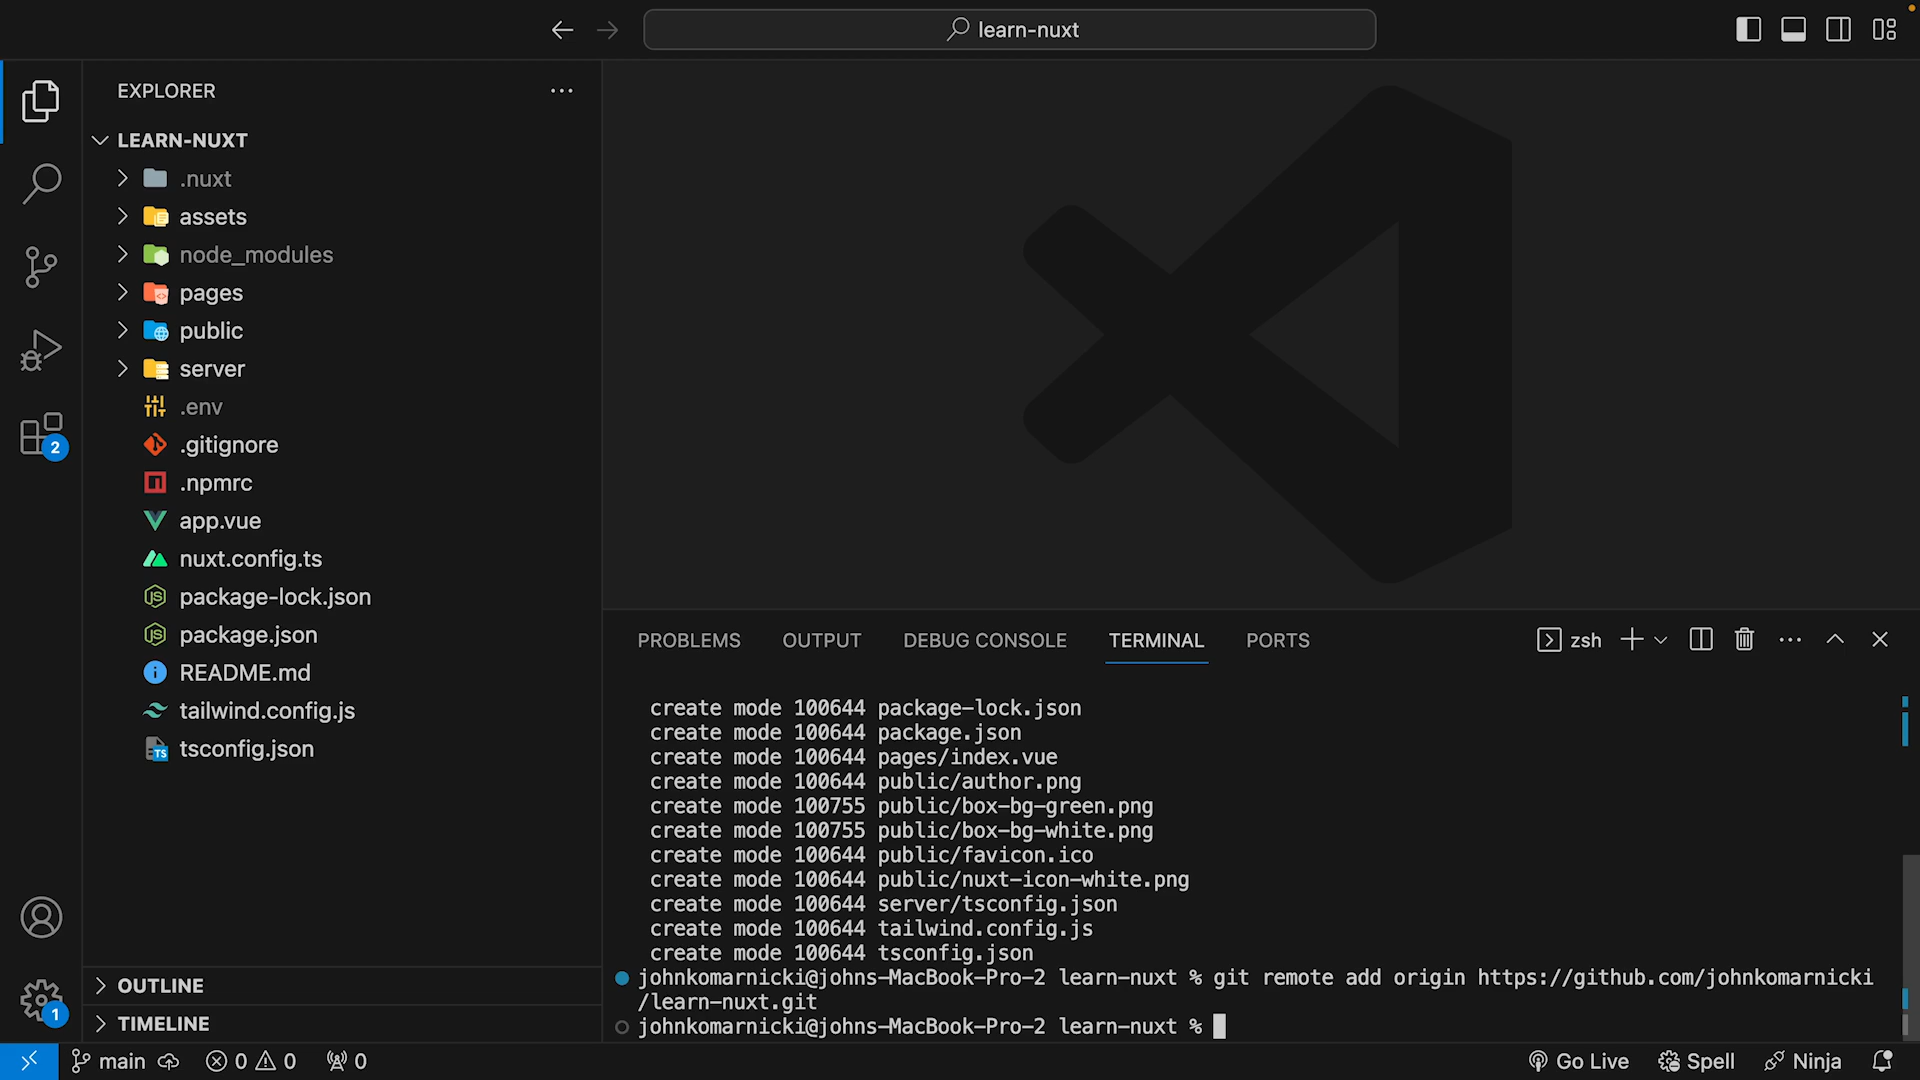 learn-nuxt
EXPLORER
LEARN-NUXT
.nuxt
assets
node_modules
pages
public
server
.env
.gitignore
.npmrc
app.vue
nuxt.config.ts
package-lock.json
package.json
README.md
tailwind.config.js
tsconfig.json
2
1
OUTLINE
TIMELINE
PROBLEMS OUTPUT DEBUG CONSOLE TERMINAL PORTS zsh
create mode 100644 package-lock.json
create mode 100644 package.json
create mode 100644 pages/index.vue
create mode 100644 public/author.png
create mode 100755 public/box-bg-green.png
create mode 100755 public/box-bg-white.png
create mode 100644 public/favicon.ico
create mode 100644 public/nuxt-icon-white.png
create mode 100644 server/tsconfig.json
create mode 100644 tailwind.config.js
create mode 100644 tsconfig.json
johnkomarnicki@johns-MacBook-Pro-2 learn-nuxt % git remote add origin https://github.com/johnkomarnicki
/learn-nuxt.git
johnkomarnicki@johns-MacBook-Pro-2 learn-nuxt %
main 0 0 0 Go Live Spell Ninja